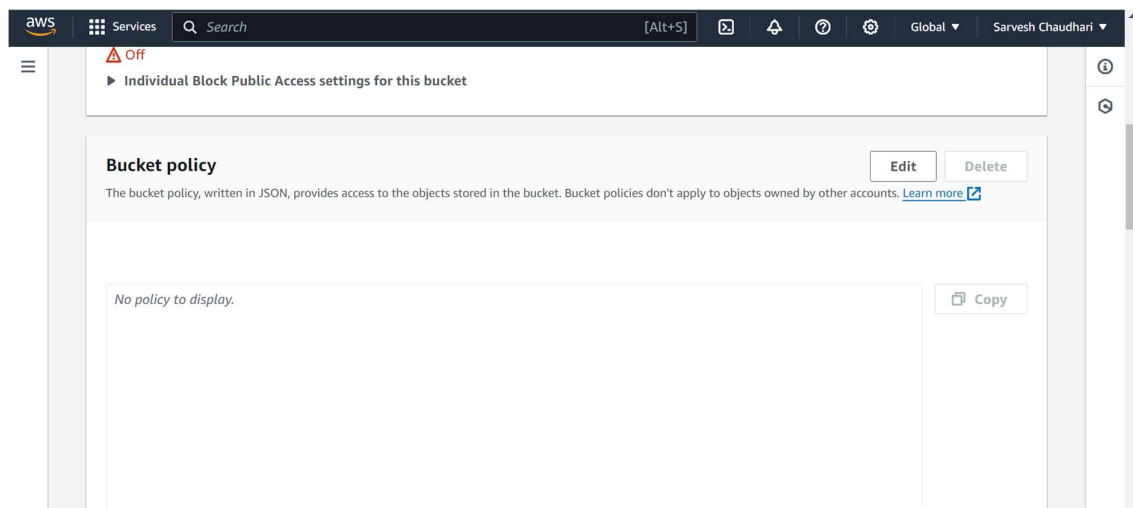 aws Services Search [Alt+S] Global Sarvesh Chaudhari
Off
Individual Block Public Access settings for this bucket
Bucket policy Edit Delete
The bucket policy, written in JSON, provides access to the objects stored in the bucket. Bucket policies don't apply to objects owned by other accounts. Learn more
No policy to display. Copy